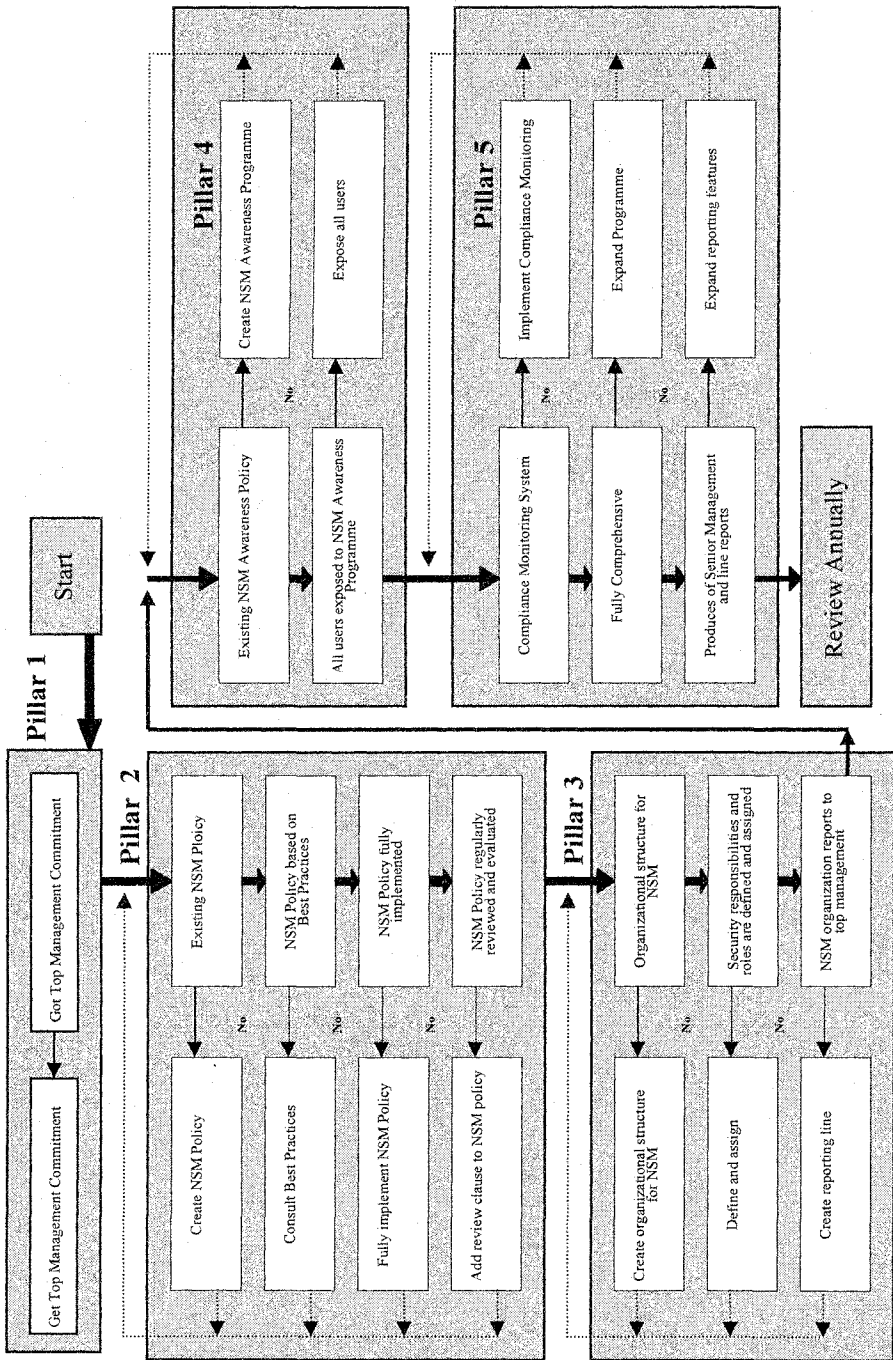 Start
Pillar 1
Got Top Management Commitment
Get Top Management Commitment
Pillar 2
Existing NSM Ploicy
No
Create NSM Policy
NSM Policy based on
Best Practices
No
Consult Best Practices
NSM Policy fully
implemented
No
Fully implement NSM Policy
NSM Policy regularly
reviewed and evaluated
Add review clause to NSM policy
Pillar 3
Organizational structure for
NSM
No
Create organizational structure
for NSM
Security responsibilities and
roles are defined and assigned
No
Define and assign
NSM organization reports to
top management
Create reporting line
Pillar 4
Existing NSM Awareness Policy
No
Create NSM Awareness Programme
All users exposed to NSM Awareness
Programme
Expose all users
Pillar 5
Compliance Monitoring System
No
Implement Compliance Monitoring
Fully Comprehensive
No
Expand Programme
Produces of Senior Management
and line reports
Expand reporting features
Review Annually